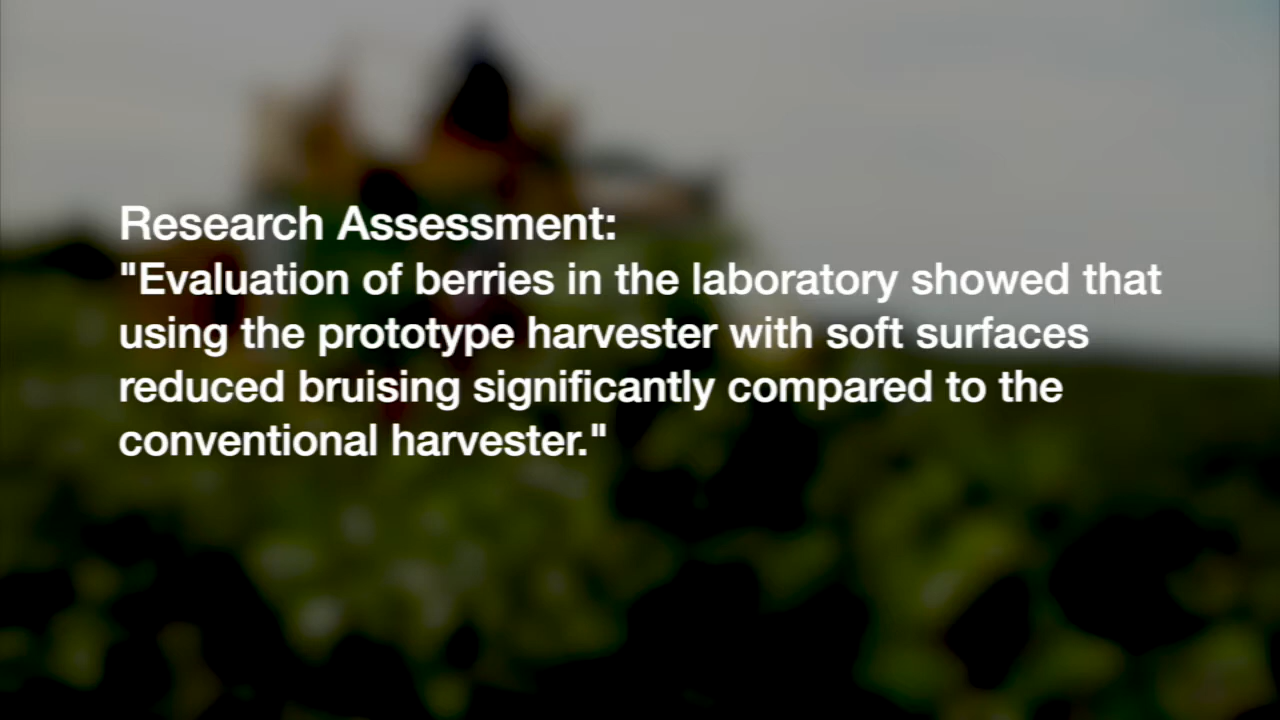 Research Assessment:
"Evaluation of berries in the laboratory showed that
using the prototype harvester with soft surfaces
reduced bruising significantly compared to the
conventional harvester."